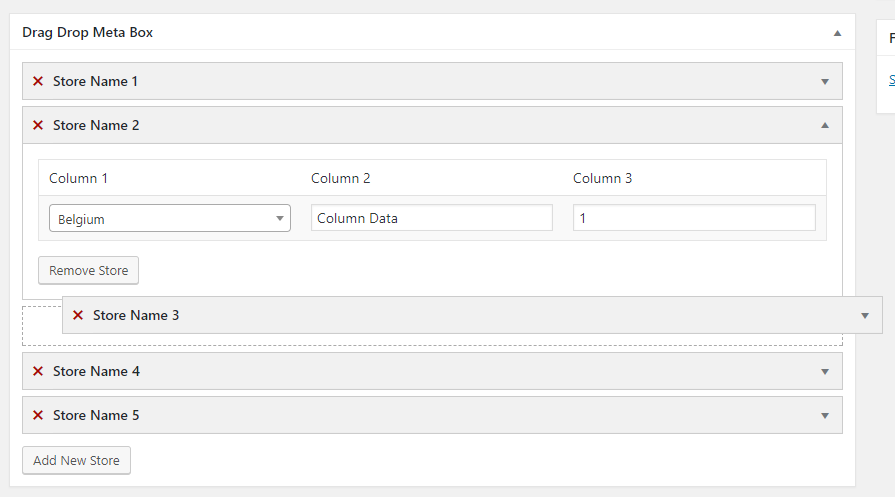 Drag Drop Meta Box
Store Name 1
Store Name 2
Column 1 Column 2 Column 3
Belgium Column Data 1
Remove Store
Store Name 3
Store Name 4
Store Name 5
Add New Store